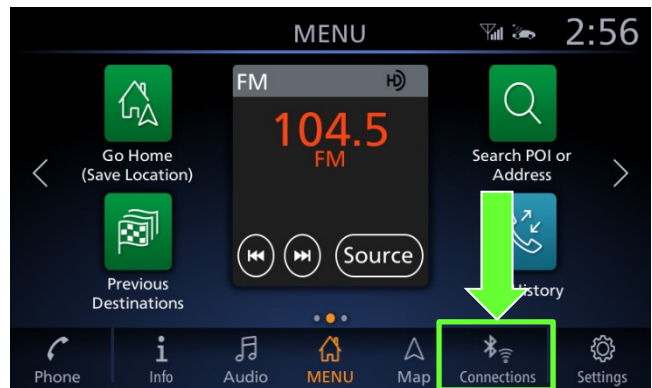 MENU
2:56
FM
HD
104.5
FM
Source
Go Home
(Save Location)
Previous
Destinations
Search POI or
Address
History
Phone
Info
Audio
MENU
Map
Connections
Settings